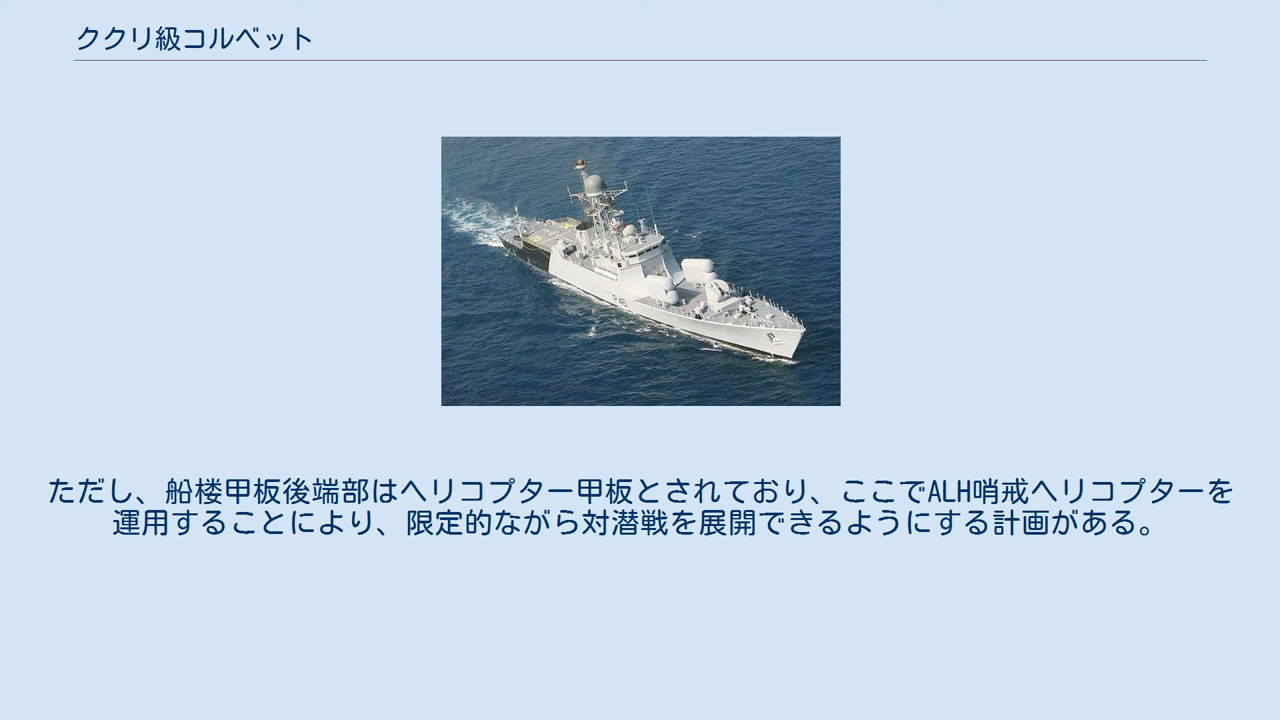 ククリ級コルベット
P 46
ただし、船楼甲板後端部はヘリコプター甲板とされており、ここでALH哨戒ヘリコプターを
運用することにより、限定的ながら対潜戦を展開できるようにする計画がある。